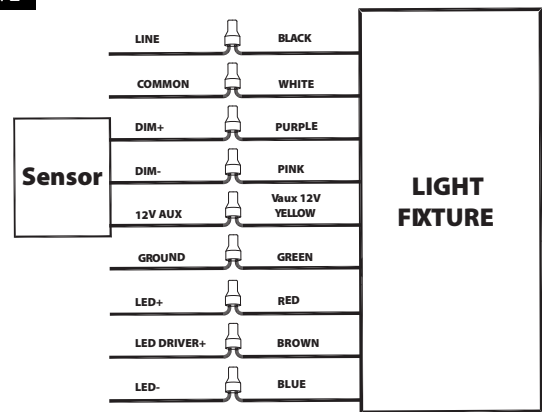 LINE BLACK
COMMON WHITE
DIM+ PURPLE
Sensor
DIM- PINK
LIGHT
FIXTURE
Vaux 12V
12V AUX YELLOW
GROUND GREEN
LED+ RED
LED DRIVER+ BROWN
LED- BLUE